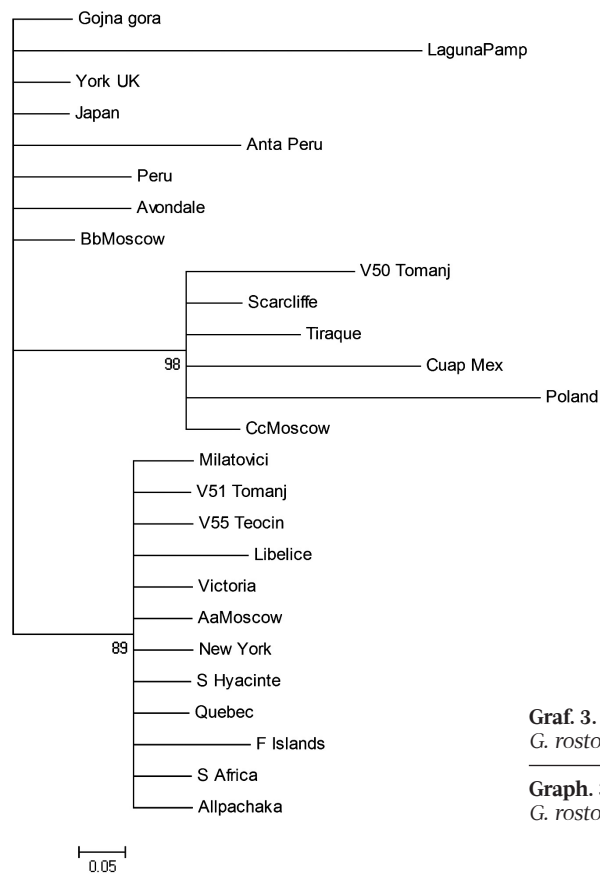 Gojna gora
LagunaPamp
York UK
Japan
Anta Peru
Peru
Avondale
BbMoscow
V50 Tomanj
Scarcliffe
Tiraque
98
Cuap Mex
Poland
CcMoscow
Milatovici
V51 Tomanj
V55 Teocin
Libelice
Victoria
AaMoscow
89
New York
S Hyacinte
Quebec
F Islands
S Africa
Allpachaka
0.05
Graf. 3.
G. rosto
Graph.
G. rosto